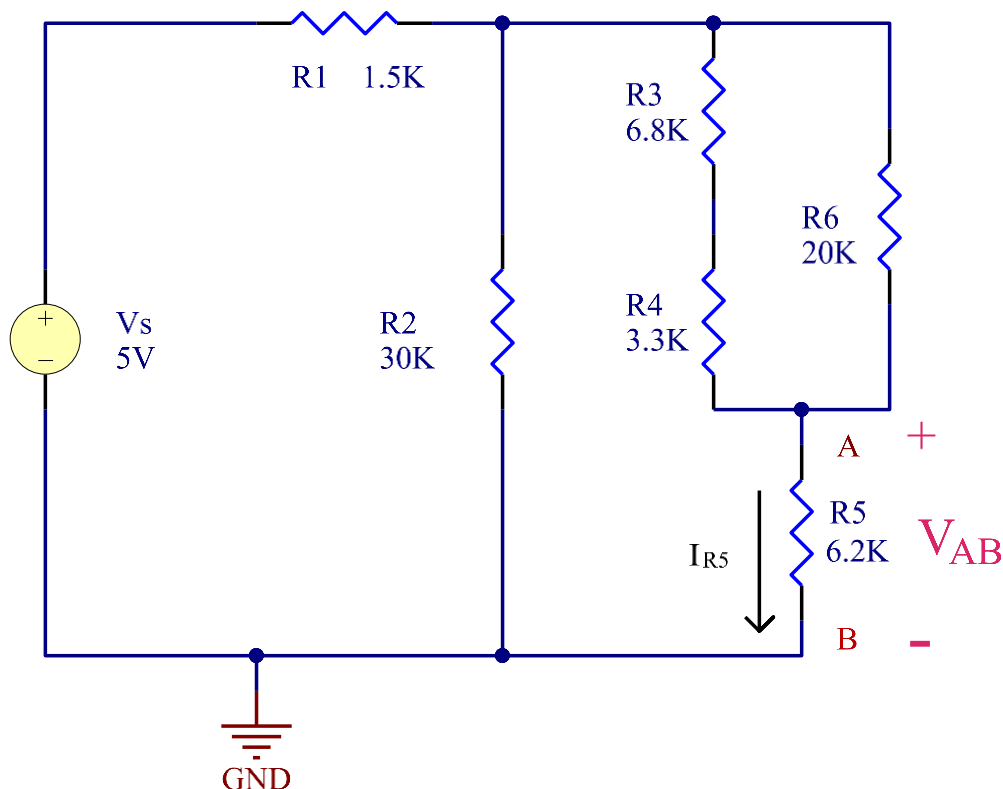 R1 1.5K
R3
6.8K
R6
20K
Vs
5V
+
−
R2
30K
R4
3.3K
A
+
R5
6.2K
VAB
IR5
B
-
GND